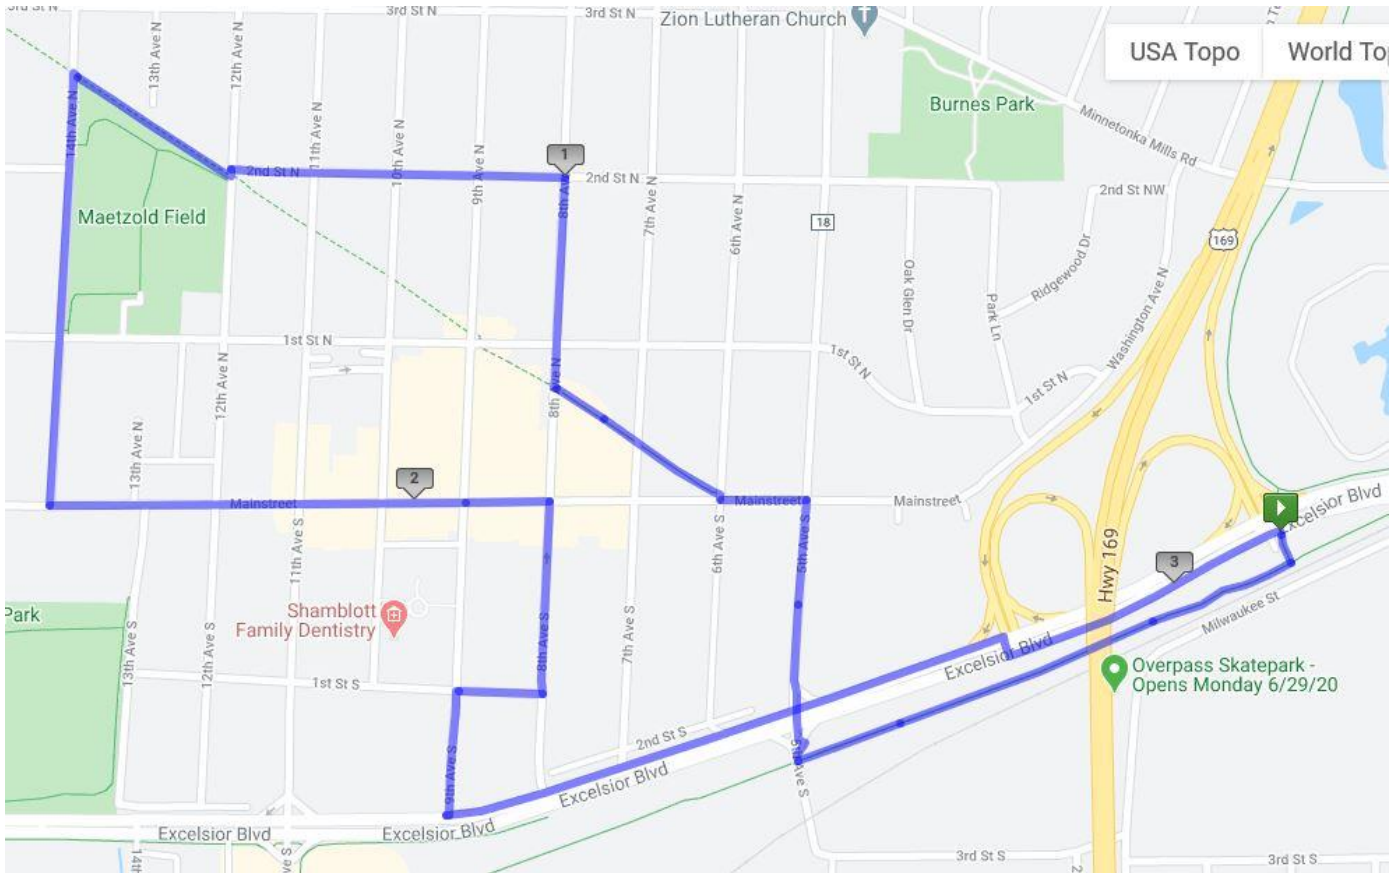 3rd St N
3rd St N
Zion Lutheran Church
USA Topo
World Top
13th Ave N
12th Ave N
Burnes Park
Minnetonka Mills Rd
14th Ave N
11th Ave N
10th Ave N
9th Ave N
1
2nd St N
8th Ave
2nd St N
7th Ave N
6th Ave N
2nd St NW
Maetzold Field
18
169
Ridgewood Dr
Oak Glen Dr
Park Ln
Washington Ave N
1st St N
1st St N
1st St N
12th Ave N
8th Ave N
13th Ave N
2
Mainstreet
Mainstreet
Mainstreet
Excelsior Blvd
Hwy 169
3
11th Ave S
6th Ave S
5th Ave S
Park
Shamblott
Family Dentistry
13th Ave S
12th Ave S
8th Ave S
7th Ave S
Milwaukee St
Excelsior Blvd
Overpass Skatepark -
Opens Monday 6/29/20
1st St S
2nd St S
9th Ave S
5th Ave S
Excelsior Blvd
Excelsior Blvd
Excelsior Blvd
14th
ve S
3rd St S
3rd St S
2